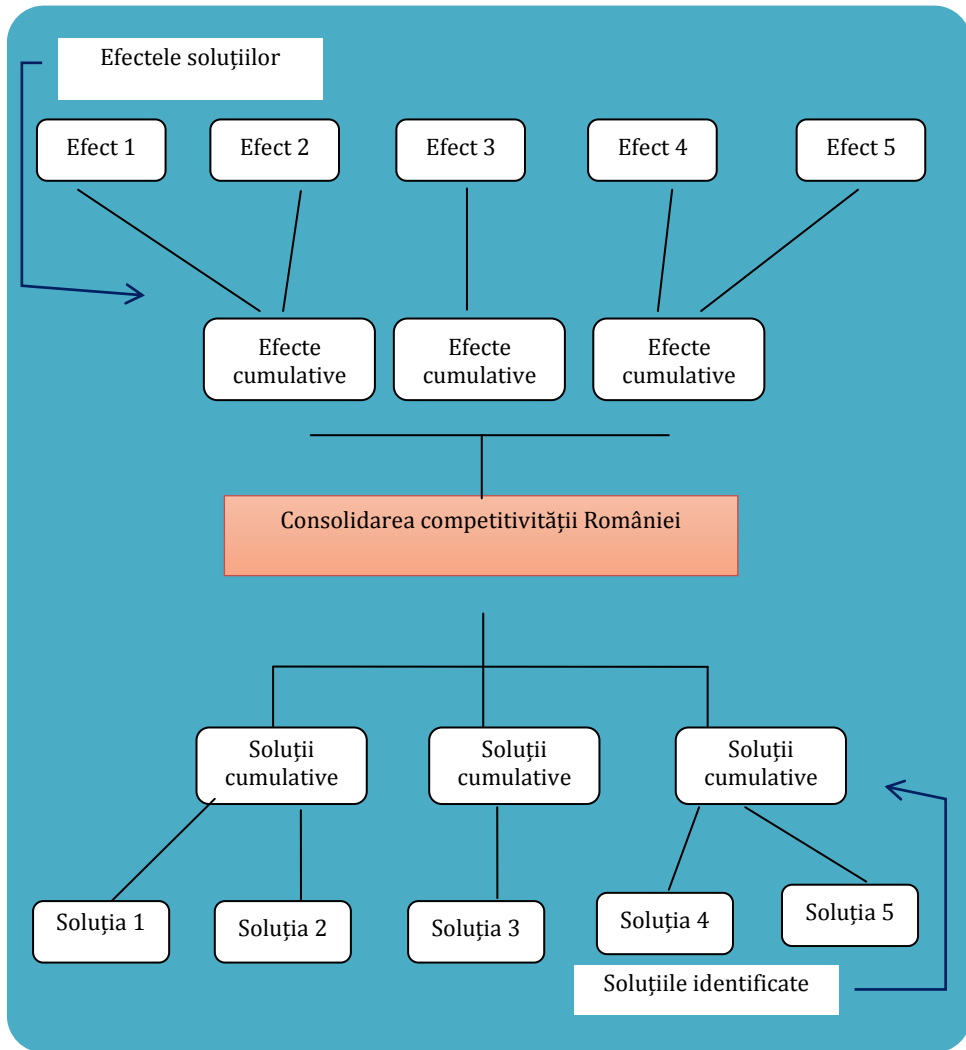 Efectele soluțiilor
Efect 1
Efect 2
Efect 3
Efect 4
Efect 5
Efecte
cumulative
Efecte
cumulative
Efecte
cumulative
Consolidarea competitivității României
Soluții
cumulative
Soluții
cumulative
Soluții
cumulative
Soluția 1
Soluția 2
Soluția 3
Soluția 4
Soluția 5
Soluțiile identificate